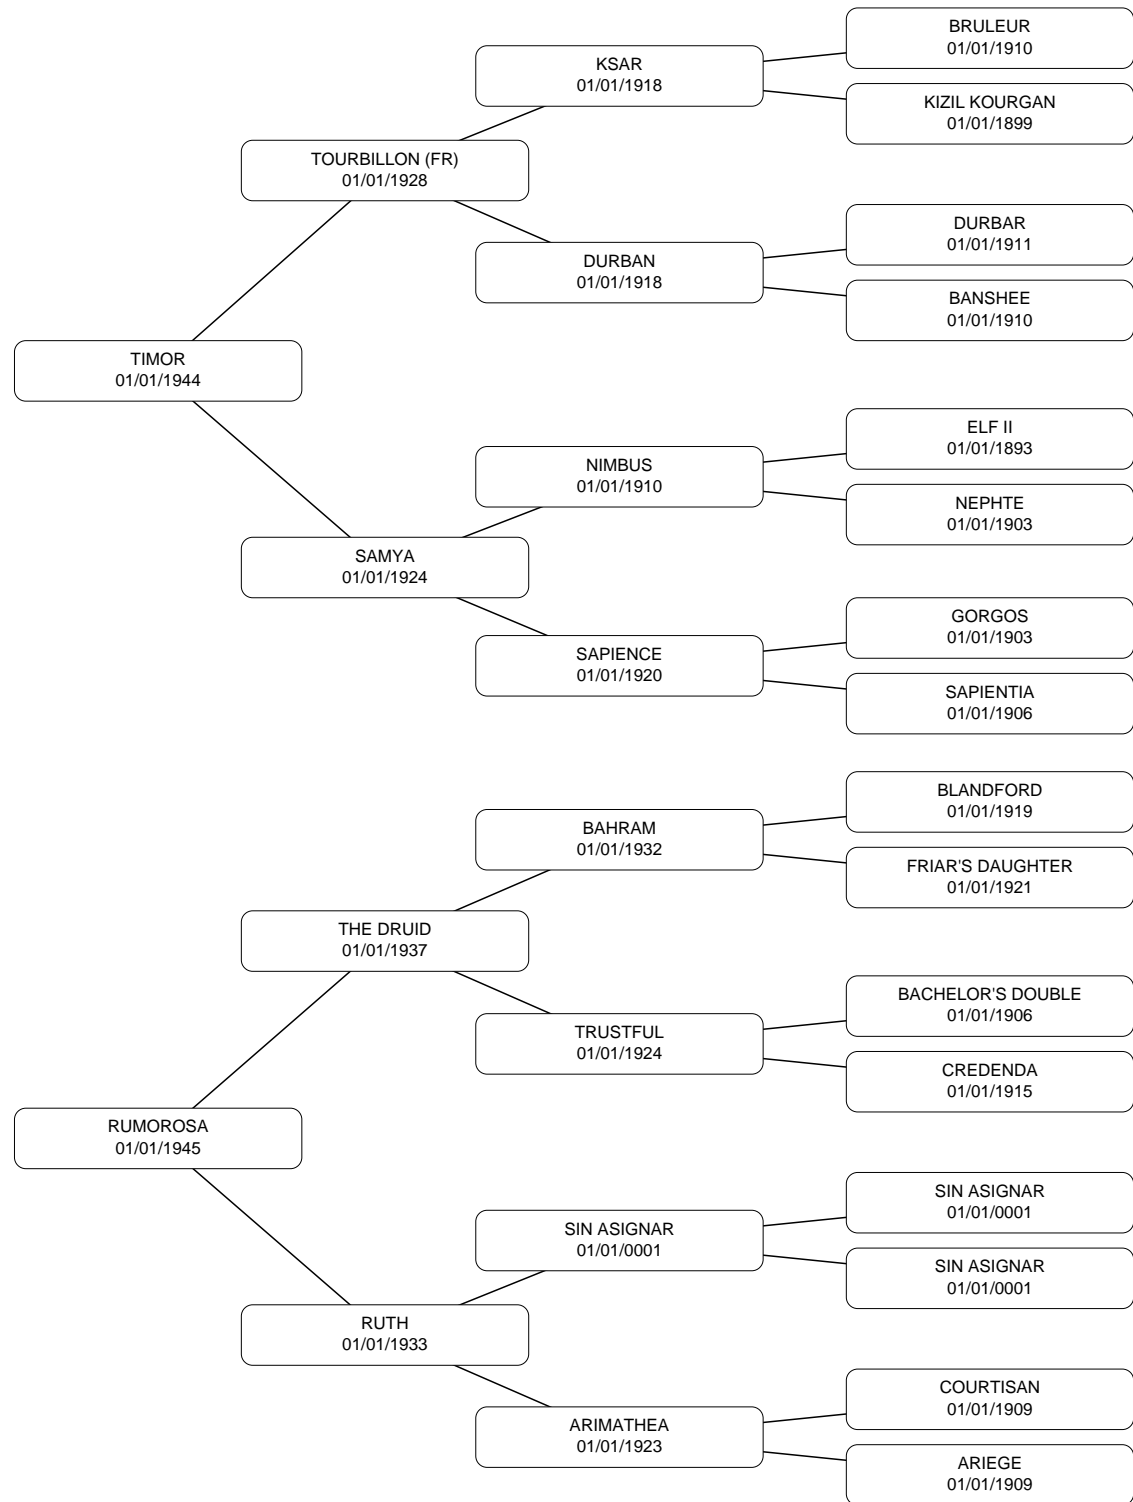 BRULEUR
01/01/1910
KSAR
01/01/1918
KIZIL KOURGAN
01/01/1899
TOURBILLON (FR)
01/01/1928
DURBAR
01/01/1911
DURBAN
01/01/1918
BANSHEE
01/01/1910
TIMOR
01/01/1944
ELF II
01/01/1893
NIMBUS
01/01/1910
NEPHTE
01/01/1903
SAMYA
01/01/1924
GORGOS
01/01/1903
SAPIENCE
01/01/1920
SAPIENTIA
01/01/1906
BLANDFORD
01/01/1919
BAHRAM
01/01/1932
FRIAR'S DAUGHTER
01/01/1921
THE DRUID
01/01/1937
BACHELOR'S DOUBLE
01/01/1906
TRUSTFUL
01/01/1924
CREDENDA
01/01/1915
RUMOROSA
01/01/1945
SIN ASIGNAR
01/01/0001
SIN ASIGNAR
01/01/0001
SIN ASIGNAR
01/01/0001
RUTH
01/01/1933
COURTISAN
01/01/1909
ARIMATHEA
01/01/1923
ARIEGE
01/01/1909